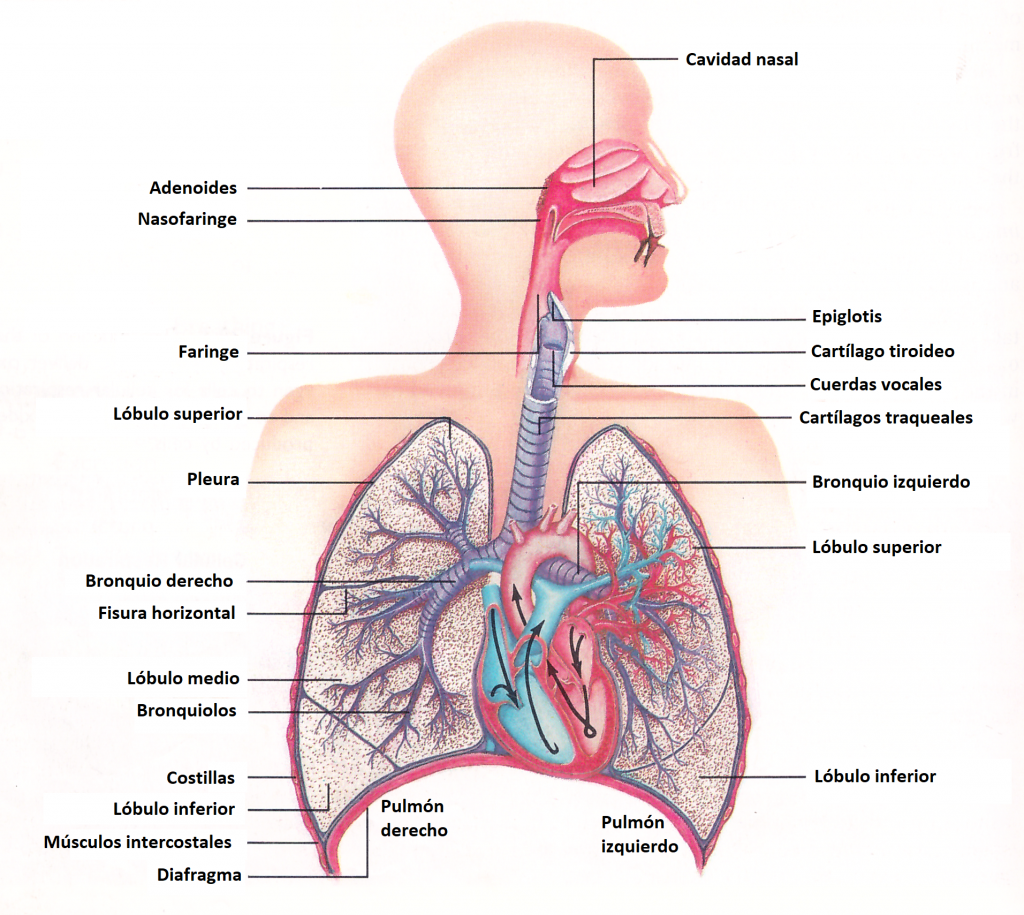 Cavidad nasal
Adenoides
Nasofaringe
Epiglotis
Faringe
Cartílago tiroideo
Cuerdas vocales
Lóbulo superior
Cartílagos traqueales
Pleura
Bronquio izquierdo
Lóbulo superior
Bronquio derecho
Fisura horizontal
Lóbulo medio
Bronquiolos
Costillas
Lóbulo inferior
Lóbulo inferior
Pulmón
derecho
Pulmón
izquierdo
Músculos intercostales
Diafragma